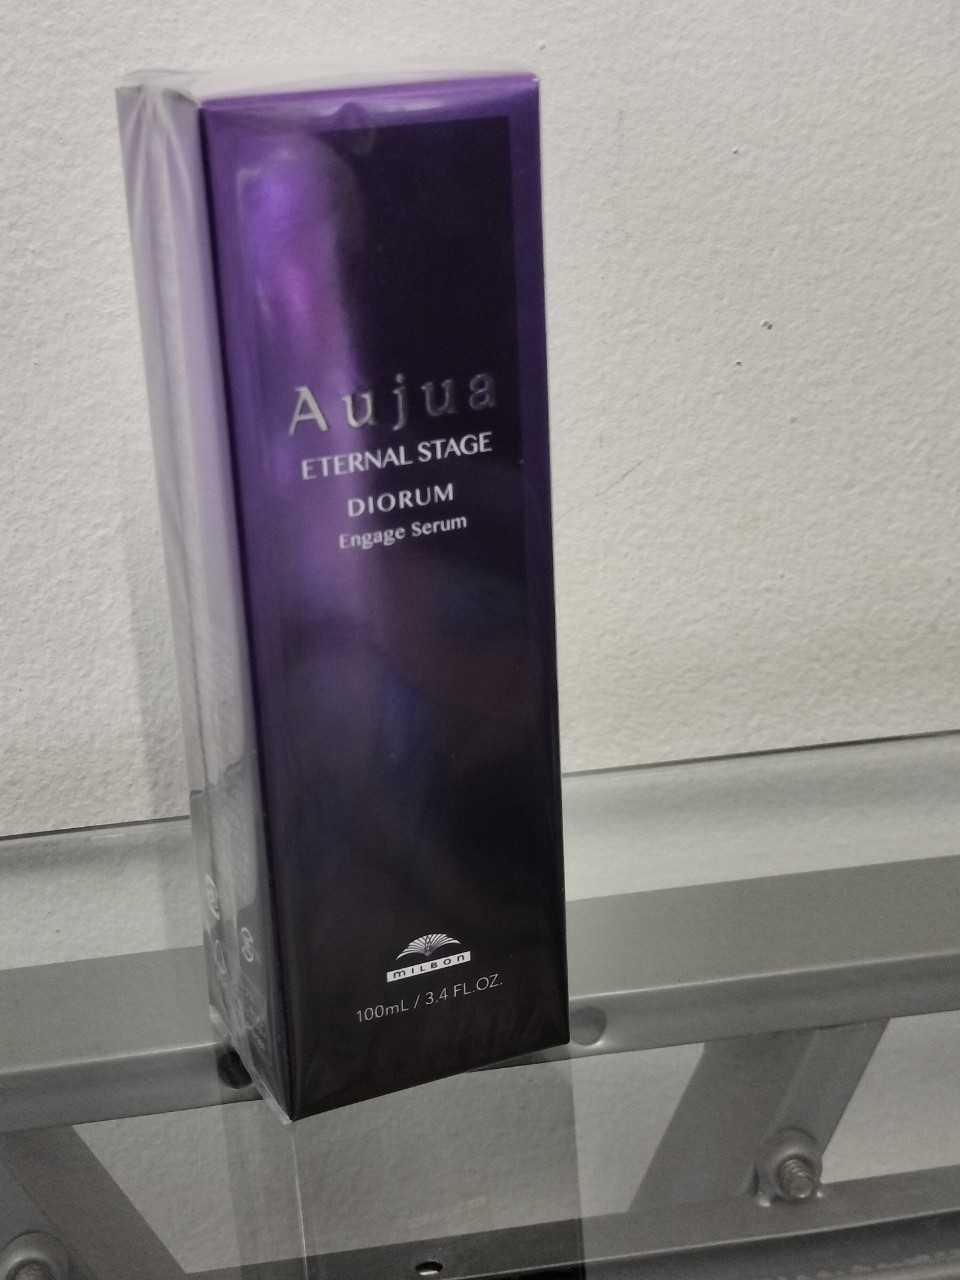 Aujua
ETERNAL STAGE
DIORUM
Engage Serum
MILBON
100mL / 3.4 FL.OZ.